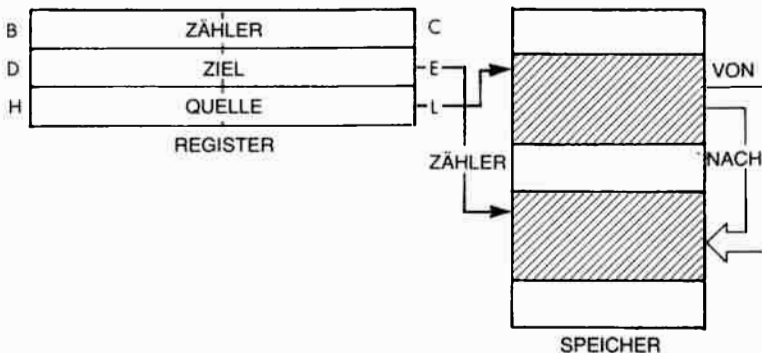 B ZÄHLER C
D ZIEL E
H QUELLE L
REGISTER
VON
ZÄHLER
NACH
SPEICHER